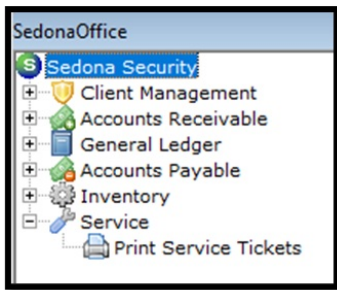 SedonaOffice
S Sedona Security
Client Management
Accounts Receivable
General Ledger
Accounts Payable
Inventory
Service
Print Service Tickets